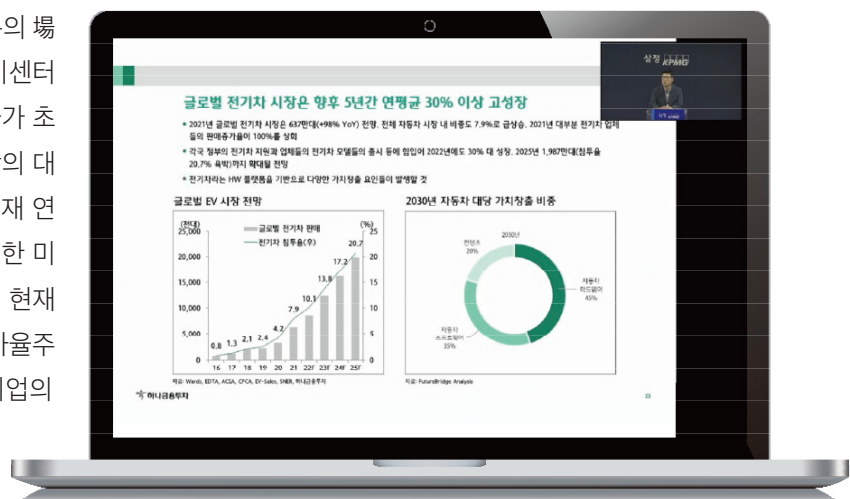 의 場
센터
가 초
의 대
재 연
한 미
현재
자율주
기업의
삼정 KPMG
글로벌 전기차 시장은 향후 5년간 연평균 30% 이상 고성장
• 2021년 글로벌 전기차 시장은 637만대(+98% YoY) 전망. 전체 자동차 시장 내 비중도 7.9%로 급상승. 2021년 대부분 전기차 업체
들의 판매증가율이 100%를 상회
• 각국 정부의 전기차 지원과 업체들의 전기차 모델들의 출시 등에 힘입어 2022년에도 30% 대 성장. 2025년 1,987만대(침투율
20.7% 육박)까지 확대될 전망
• 전기차라는 HW 플랫폼을 기반으로 다양한 가치창출 요인들이 발생할 것
글로벌 EV 시장 전망
(천대)
(%)
글로벌 전기차 판매
전기차 침투율(우)
25,000
20,000
15,000
10,000
5,000
0
25
20
15
10
5
0
0.8 1.3 2.1 2.4 4.2 7.9 10.1 13.8 17.2 20.7
16 17 18 19 20 21 22F 23F 24F 25F
자료: Wards, EDTA, ACEA, CPCA, EV-Sales, SNER, 하나금융투자
2030년 자동차 대당 가치창출 비중
2030년
컨텐츠
20%
자동차
하드웨어
45%
자동차
소프트웨어
35%
자료: FutureBridge Analysis
하나금융투자
23